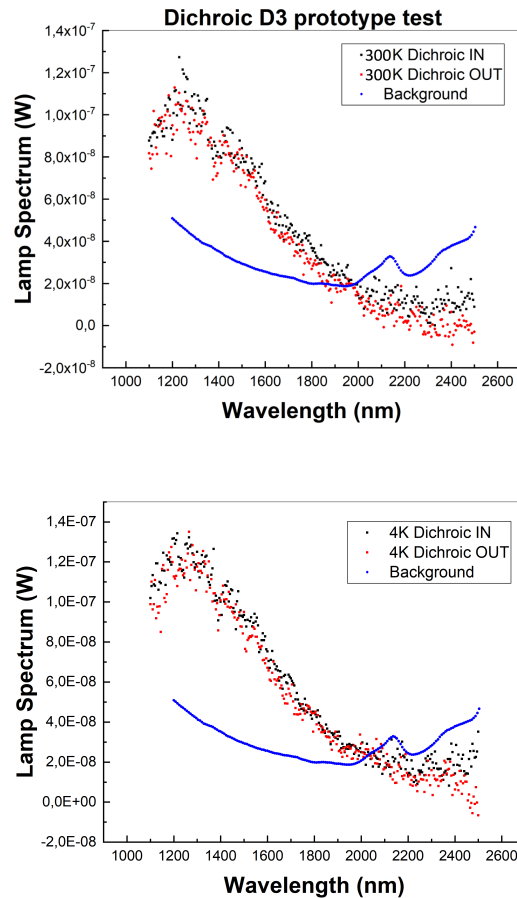 Dichroic D3 prototype test
1,4x10-7
1,2x10-7
1,0x10-7
8,0x10-8
6,0x10-8
4,0x10-8
2,0x10-8
0,0
-2,0x10-8
Lamp Spectrum (W)
300K Dichroic IN
300K Dichroic OUT
Background
1000 1200 1400 1600 1800 2000 2200 2400 2600
Wavelength (nm)
1,4E-07
1,2E-07
1,0E-07
8,0E-08
6,0E-08
4,0E-08
2,0E-08
0,0E+00
-2,0E-08
Lamp Spectrum (W)
4K Dichroic IN
4K Dichroic OUT
Background
1000 1200 1400 1600 1800 2000 2200 2400 2600
Wavelength (nm)